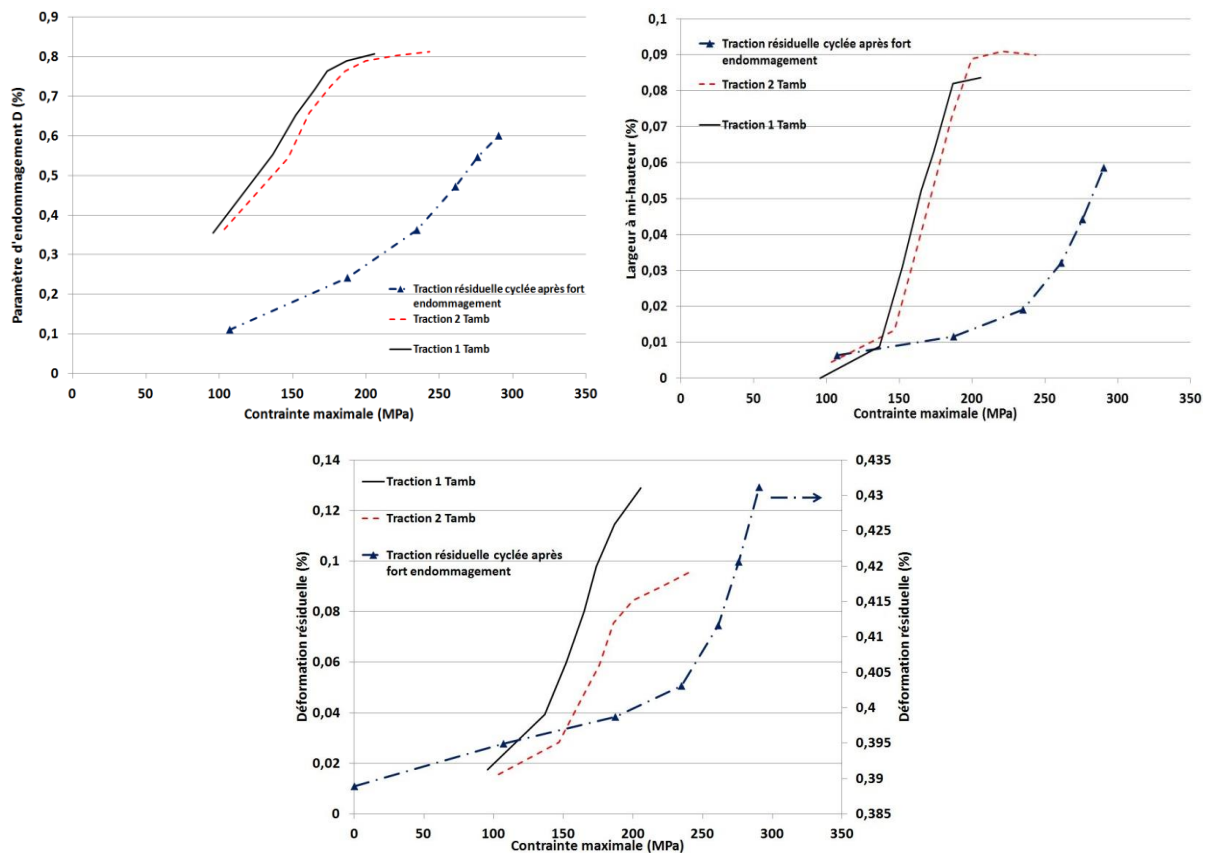 Paramètre d'endommagement D (%)
0,9
0,8
0,7
0,6
0,5
0,4
0,3
0,2
0,1
0
Traction résiduelle cyclée après fort
endommagement
Traction 2 Tamb
Traction 1 Tamb
0 50 100 150 200 250 300 350
Contrainte maximale (MPa)
Largeur à mi-hauteur (%)
0,1
0,09
0,08
0,07
0,06
0,05
0,04
0,03
0,02
0,01
0
Traction résiduelle cyclée après fort
endommagement
Traction 2 Tamb
Traction 1 Tamb
0 50 100 150 200 250 300 350
Contrainte maximale (MPa)
Déformation résiduelle (%)
0,14
0,12
0,1
0,08
0,06
0,04
0,02
0
Traction 1 Tamb
Traction 2 Tamb
Traction résiduelle cyclée après
fort endommagement
0,435
0,43
0,425
0,42
0,415
0,41
0,405
0,4
0,395
0,39
0,385
Déformation résiduelle (%)
0 50 100 150 200 250 300 350
Contrainte maximale (MPa)